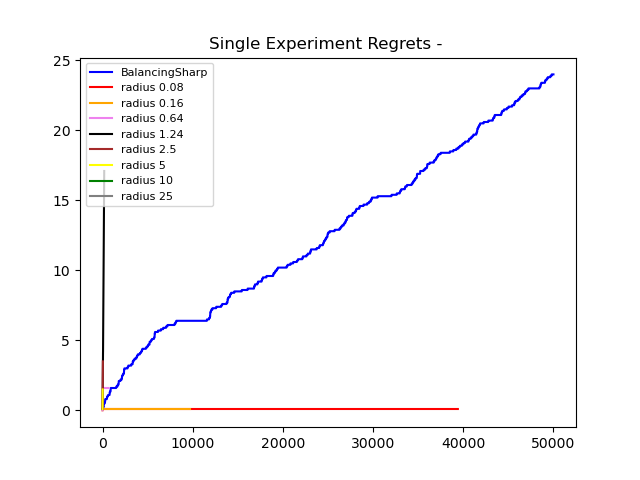 Single Experiment Regrets -
25
20
15
10
5
0
BalancingSharp
radius 0.08
radius 0.16
radius 0.64
radius 1.24
radius 2.5
radius 5
radius 10
radius 25
0 10000 20000 30000 40000 50000